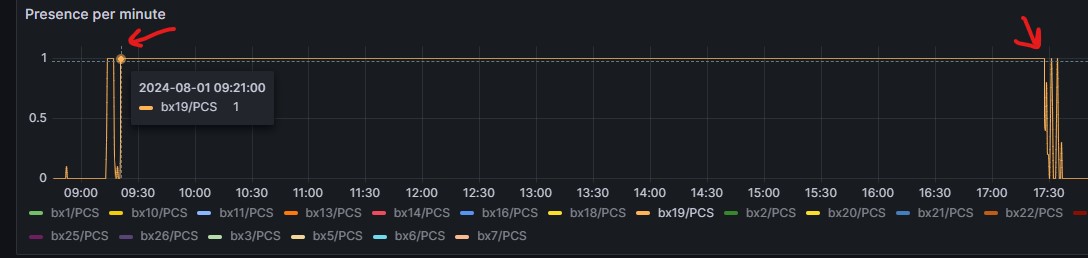 Presence per minute
1
2024-08-01 09:21:00
bx19/PCS 1
0.5
0
09:00 09:30 10:00 10:30 11:00 11:30 12:00 12:30 13:00 13:30 14:00 14:30 15:00 15:30 16:00 16:30 17:00 17:30
bx1/PCS bx10/PCS bx11/PCS bx13/PCS bx14/PCS bx16/PCS bx18/PCS bx19/PCS bx2/PCS bx20/PCS bx21/PCS bx22/PCS
bx25/PCS bx26/PCS bx3/PCS bx5/PCS bx6/PCS bx7/PCS